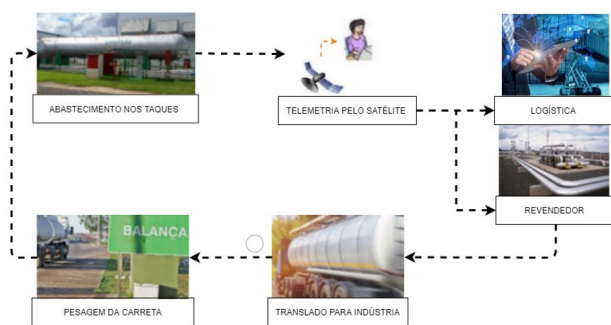 ABASTECIMENTO NOS TAQUES
TELEMETRIA PELO SATÉLITE
LOGÍSTICA
REVENDEDOR
BALANÇA
PESAGEM DA CARRETA
TRANSLADO PARA INDÚSTRIA